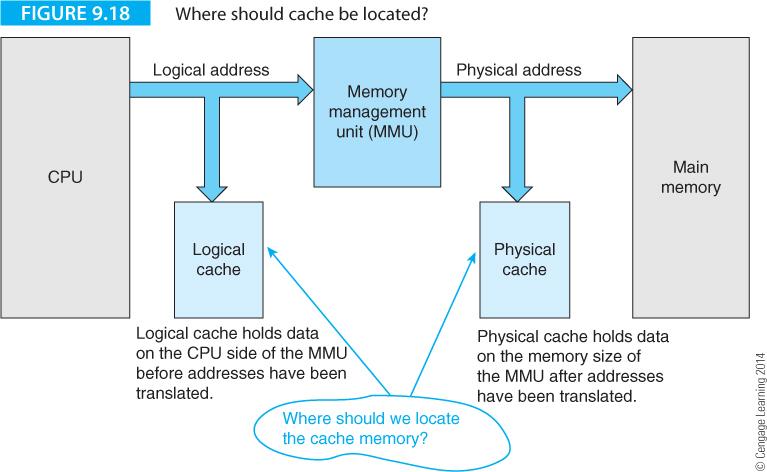 FIGURE 9.18 Where should cache be located?
Logical address
Physical address
CPU
Memory
management
unit (MMU)
Main
memory
Logical
cache
Physical
cache
Logical cache holds data
on the CPU side of the MMU
before addresses have been
translated.
Physical cache holds data
on the memory size of
the MMU after addresses
have been translated.
Where should we locate
the cache memory?
© Cengage Learning 2014